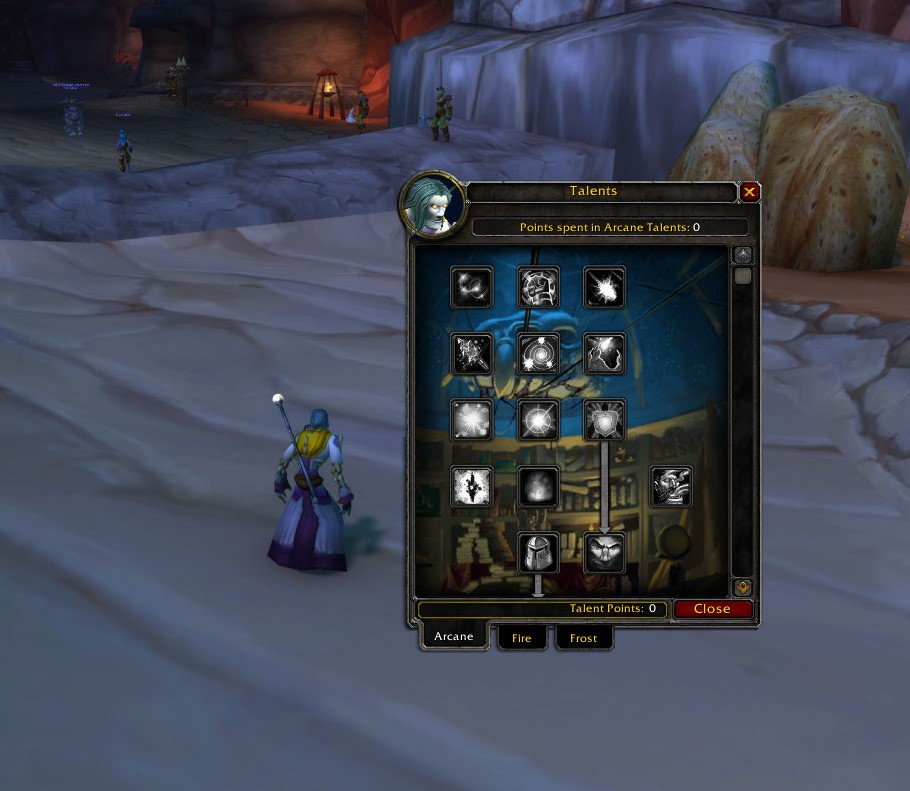 Talents
Points spent in Arcane Talents: 0
Talent Points: 0
Close
Arcane
Fire
Frost